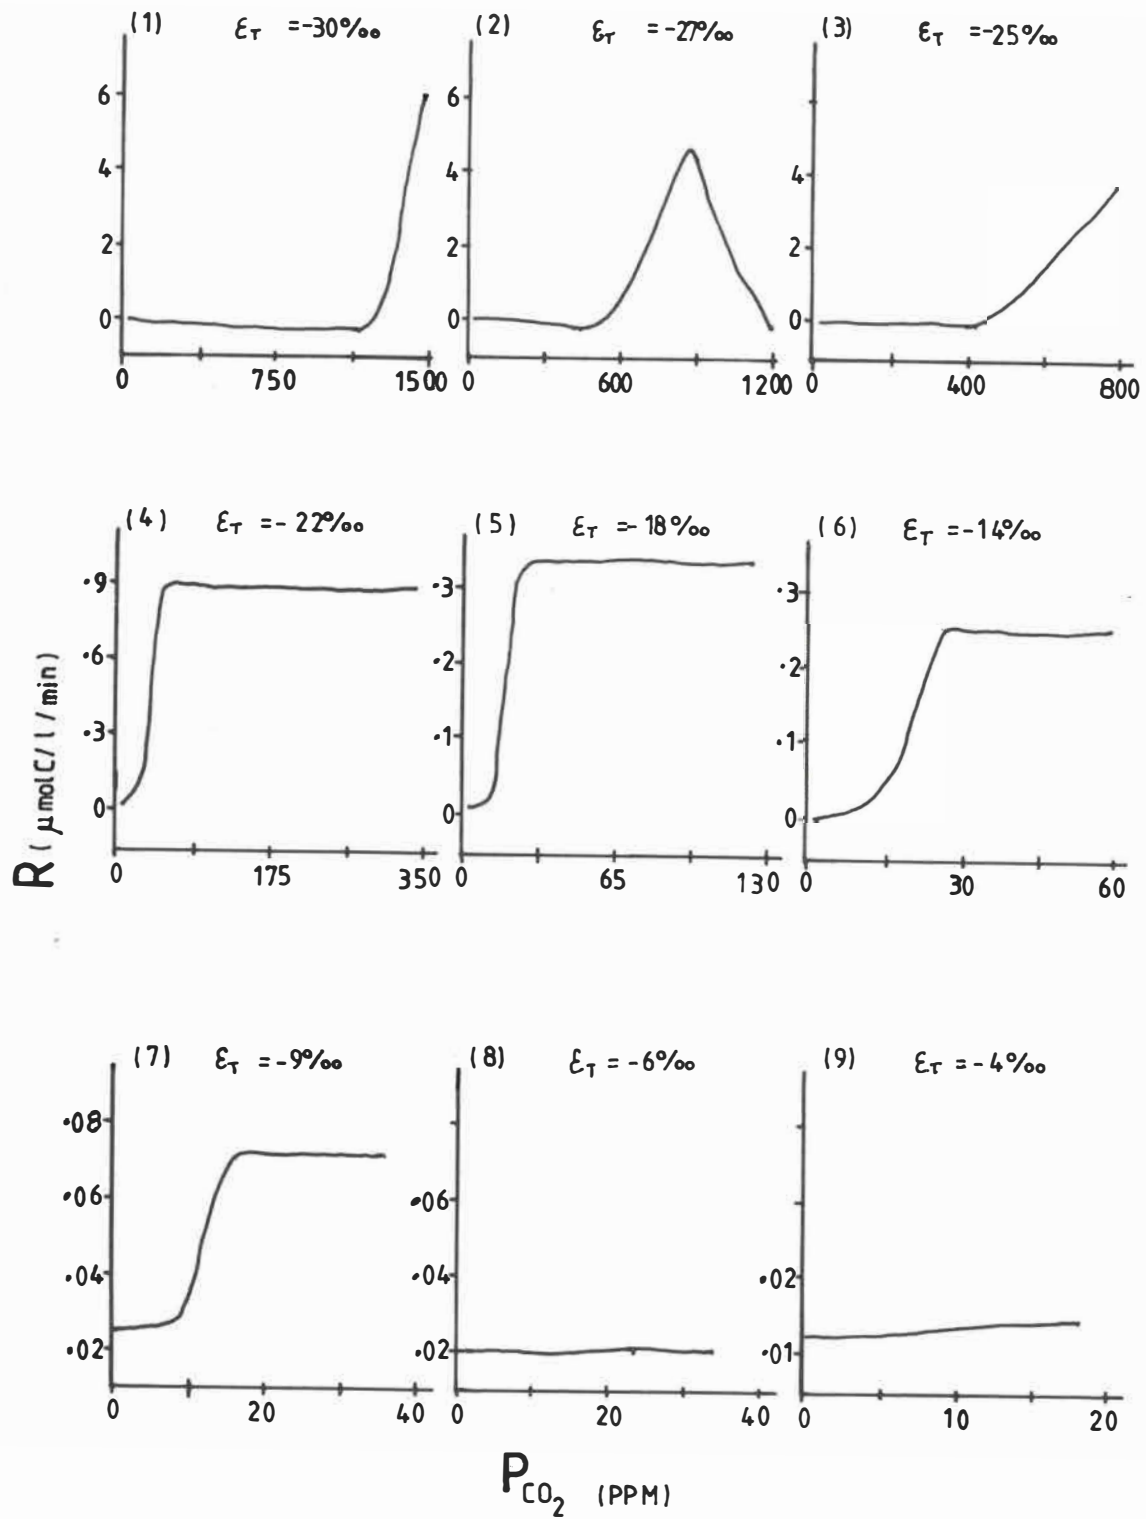 (1) εT =-30‰
(2) εT =-27‰
(3) εT =-25‰
6
4
2
0
0 750 1500
6
4
2
0
0 600 1200
4
2
0
0 400 800
(4) εT =-22‰
(5) εT =-18‰
(6) εT =-14‰
·9
·6
·3
0
0 175 350
·3
·2
·1
0
0 65 130
·3
·2
·1
0
0 30 60
R (μmolC/l/min)
(7) εT =-9‰
(8) εT =-6‰
(9) εT =-4‰
·08
·06
·04
·02
0 20 40
·06
·04
·02
0 20 40
·02
·01
0 10 20
PCO2 (PPM)